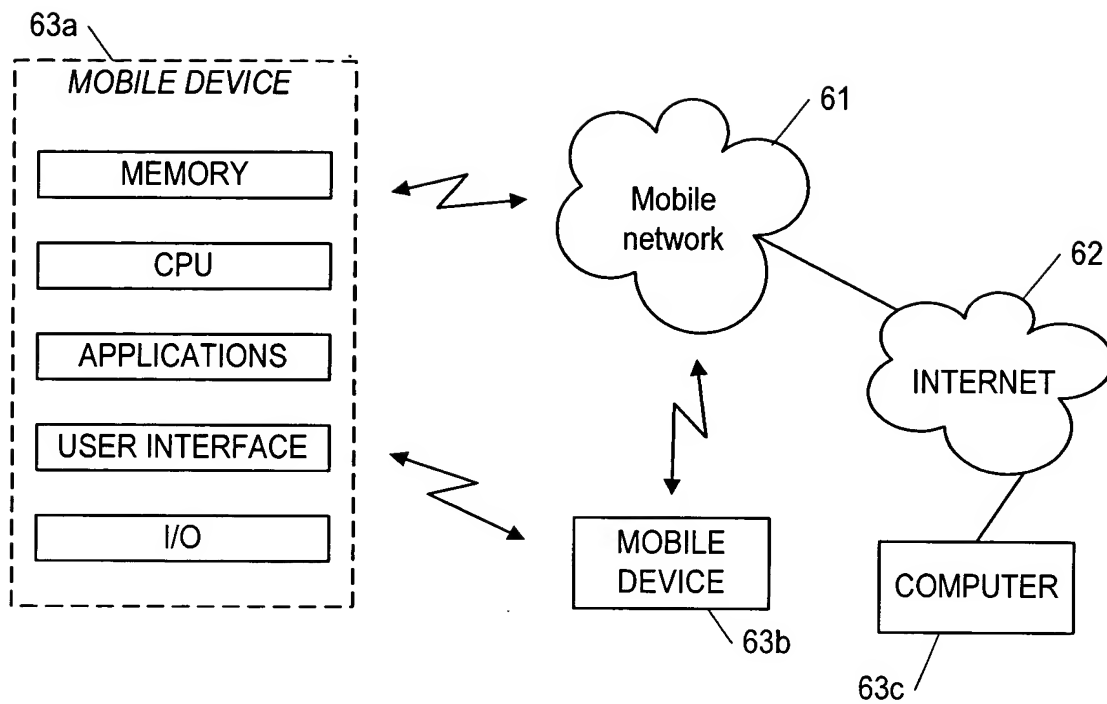 63a
MOBILE DEVICE
MEMORY
CPU
APPLICATIONS
USER INTERFACE
I/O
61
Mobile
network
62
INTERNET
MOBILE
DEVICE
63b
COMPUTER
63c